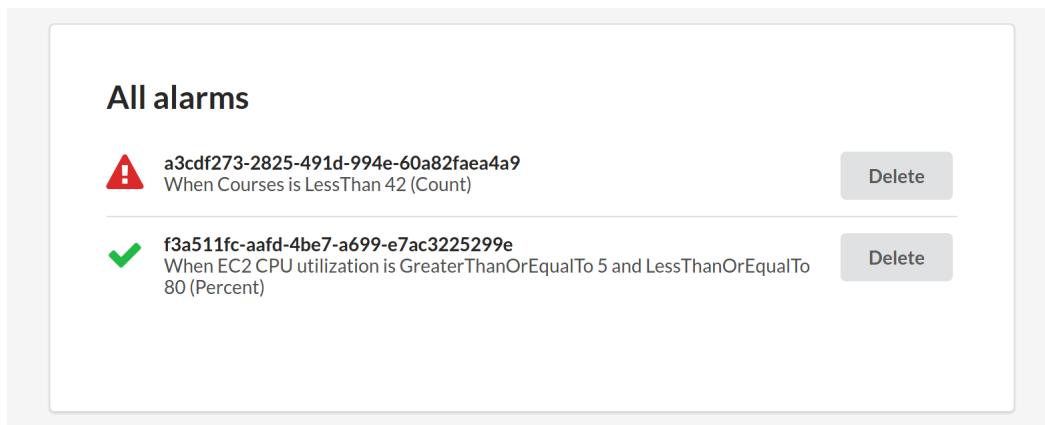 All alarms
a3cdf273-2825-491d-994e-60a82faea4a9
When Courses is LessThan 42 (Count)
Delete
f3a511fc-aafd-4be7-a699-e7ac3225299e
When EC2 CPU utilization is GreaterThanOrEqualTo 5 and LessThanOrEqualTo
80 (Percent)
Delete